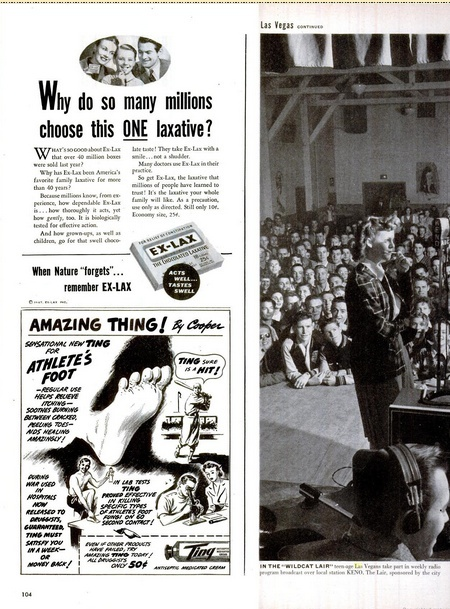 Las Vegas CONTINUED
Why do so many millions
choose this ONE laxative?
WHAT'S SO GOOD about Ex-Lax
that over 40 million boxes
were sold last year?
Why has Ex-Lax been America's
favorite family laxative for more
than 40 years?
Because millions know, from ex-
perience, how dependable Ex-Lax
is . . . how thoroughly it acts, yet
how gently, too. It is biologically
tested for effective action.
And how grown-ups, as well as
children, go for that swell choco-
late taste! They take Ex-Lax with a
smile . . . not a shudder.
Many doctors use Ex-Lax in their
practice.
So get Ex-Lax, the laxative that
millions of people have learned to
trust! It's the laxative your whole
family will like. As a precaution,
use only as directed. Still only 10¢.
Economy size, 25¢.
FOR RELIEF OF CONSTIPATION
EX-LAX
THE CHOCOLATED LAXATIVE
When Nature "forgets"...
remember EX-LAX
ACTS
WELL...
TASTES
SWELL
AMAZING THING! By Cooper
SENSATIONAL NEW TING
FOR
ATHLETE'S
FOOT
—REGULAR USE
HELPS RELIEVE
ITCHING—
SOOTHES BURNING
BETWEEN CRACKED,
PEELING TOES—
AIDS HEALING
AMAZINGLY!
TING SURE
IS A HIT!
DURING
WAR USED
IN
HOSPITALS
NOW
RELEASED TO
DRUGGISTS,
GUARANTEED,
TING MUST
SATISFY YOU
IN A WEEK—
OR
MONEY BACK!
IN LAB TESTS
TING
PROVED EFFECTIVE
IN KILLING
SPECIFIC TYPES
OF ATHLETE'S FOOT
FUNGI ON 60
SECOND CONTACT!
EVEN IF OTHER PRODUCTS
HAVE FAILED, TRY
AMAZING TING TODAY!
ALL DRUGGISTS
ONLY 50¢
Ting
ANTISEPTIC MEDICATED CREAM
IN THE "WILDCAT LAIR" teen-age Las Vegans take part in weekly radio
program broadcast over local station KENO. The Lair, sponsored by the city
104